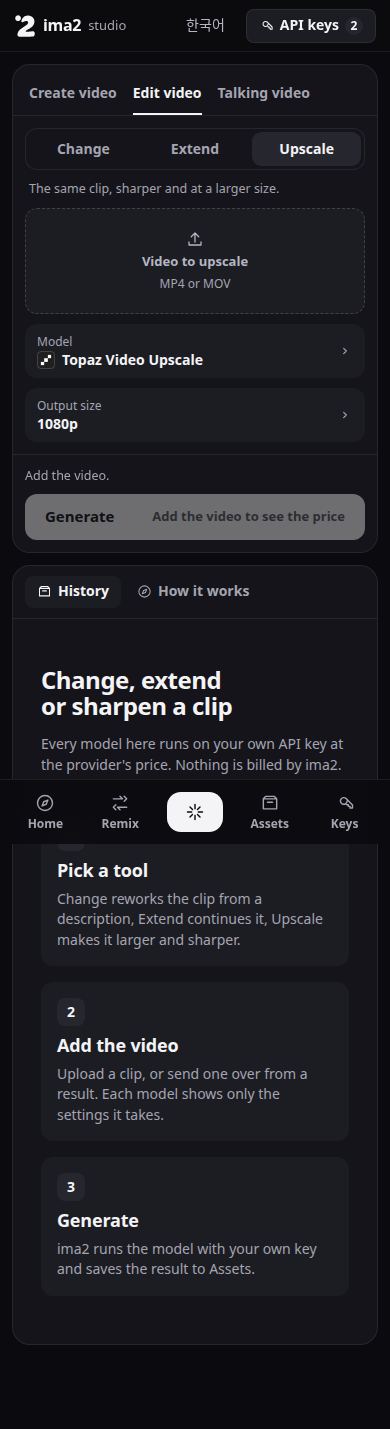 ima2 studio
한국어
API keys 2
Create video
Edit video
Talking video
Change
Extend
Upscale
The same clip, sharper and at a larger size.
Video to upscale
MP4 or MOV
Model
Topaz Video Upscale
Output size
1080p
Add the video.
Generate
Add the video to see the price
History
How it works
Change, extend
or sharpen a clip
Every model here runs on your own API key at
the provider's price. Nothing is billed by ima2.
Home
Remix
Assets
Keys
Pick a tool
Change reworks the clip from a
description, Extend continues it, Upscale
makes it larger and sharper.
2
Add the video
Upload a clip, or send one over from a
result. Each model shows only the
settings it takes.
3
Generate
ima2 runs the model with your own key
and saves the result to Assets.